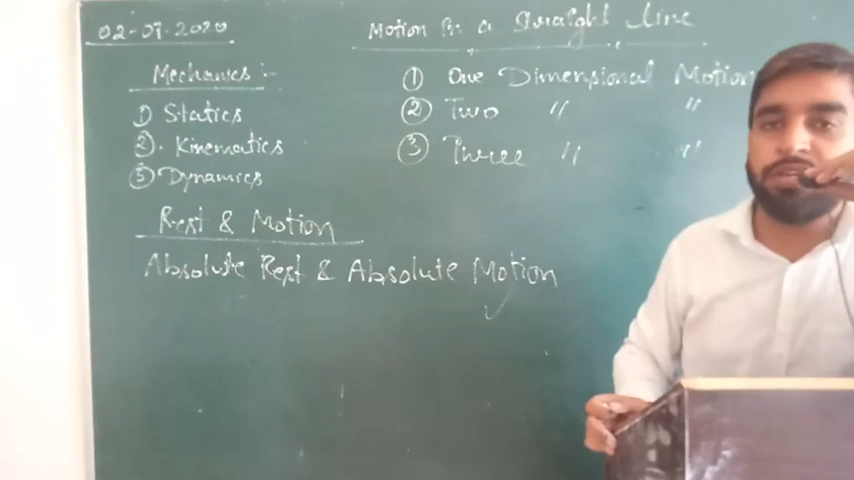 02-07-2020
Motion in a Straight Line
Mechanics :-
① Statics
②. Kinematics
③ Dynamics
① One Dimensional Motion
② Two " "
③ Three " "
Rest & Motion
Absolute Rest & Absolute Motion